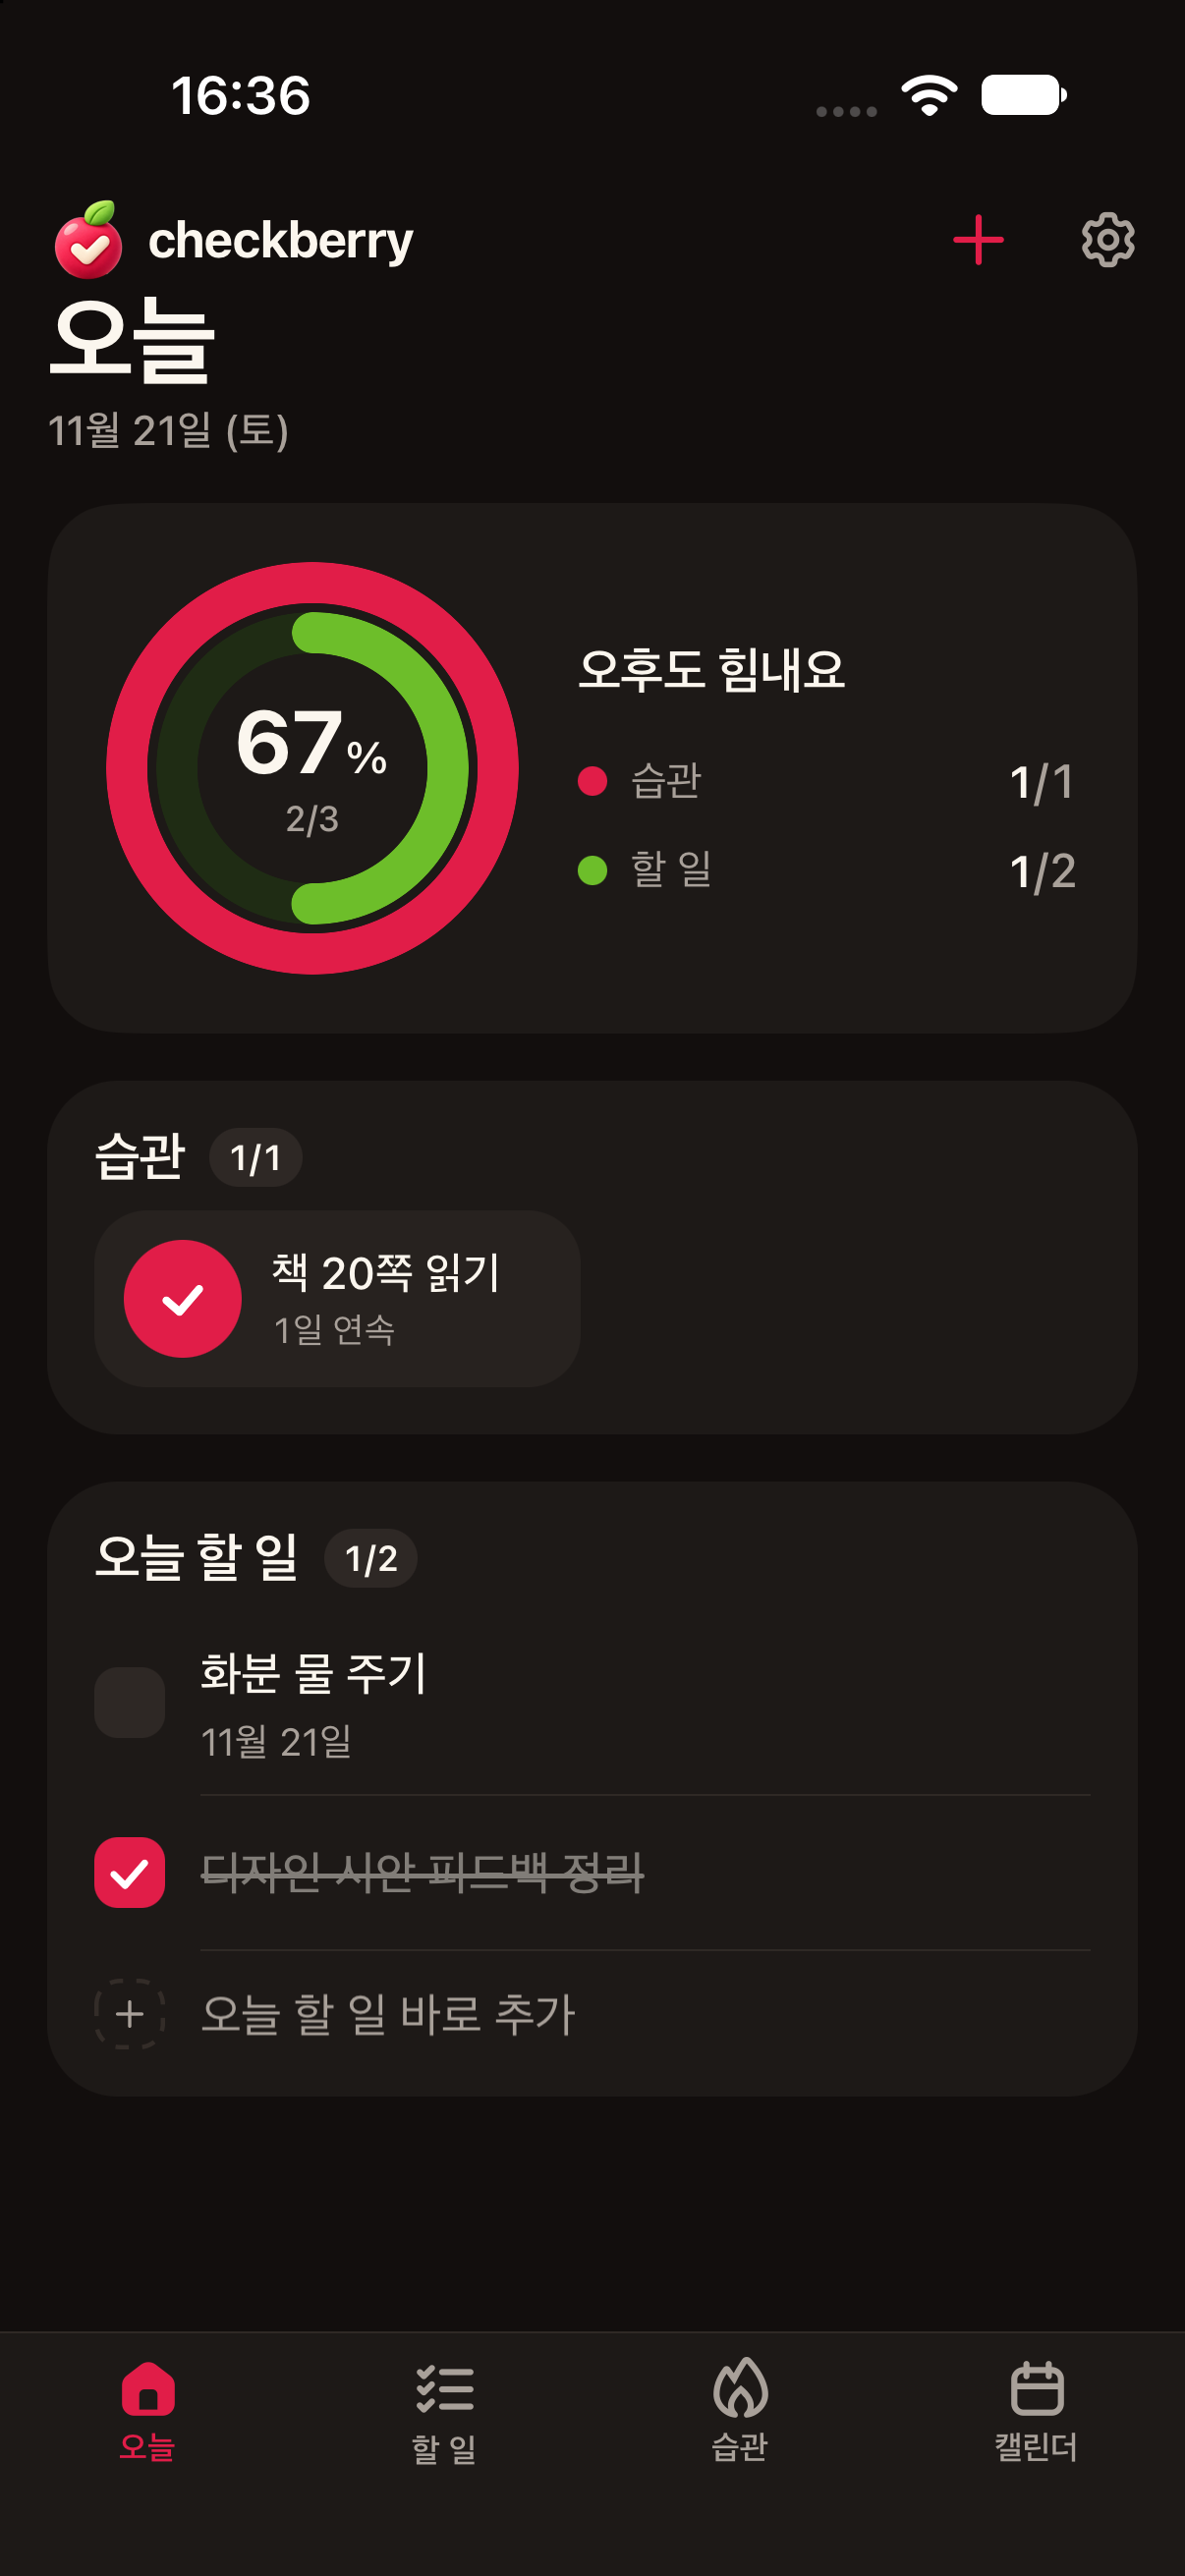 16:36
checkberry
오늘
11월 21일 (토)
67%
2/3
오후도 힘내요
습관 1/1
할 일 1/2
습관 1/1
책 20쪽 읽기
1일 연속
오늘 할 일 1/2
화분 물 주기
11월 21일
디자인 시안 피드백 정리
오늘 할 일 바로 추가
오늘 할 일 습관 캘린더